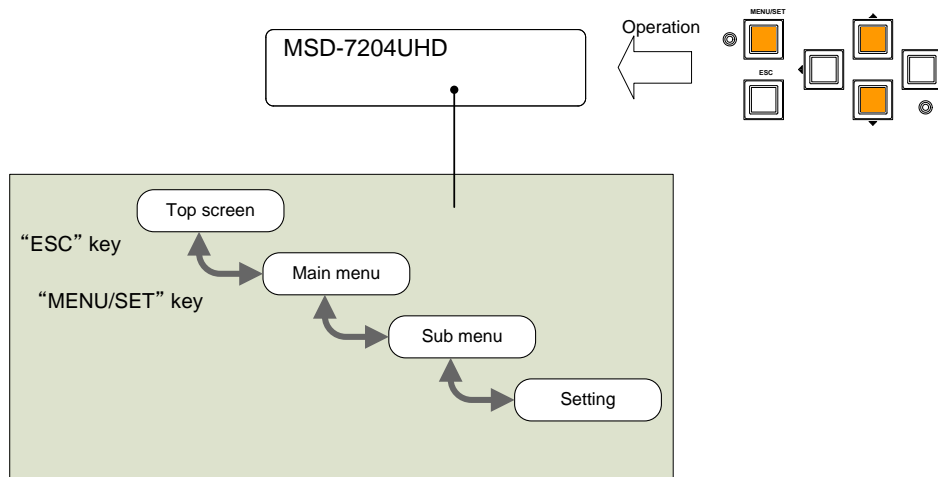 MENU/SET
Operation
MSD-7204UHD
ESC
Top screen
“ESC” key
Main menu
“MENU/SET” key
Sub menu
Setting